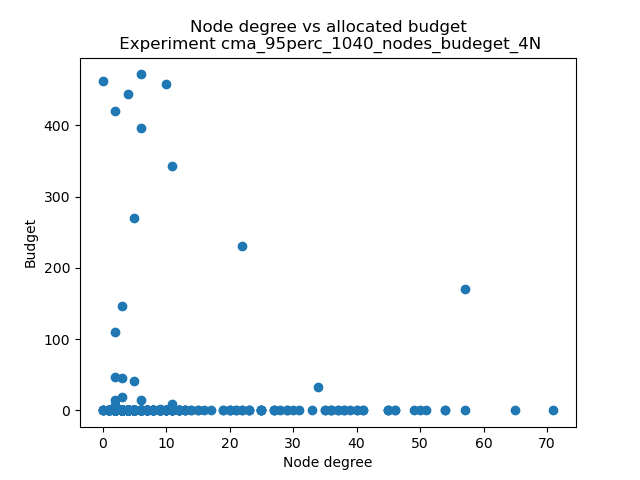 Node degree vs allocated budget
Experiment cma_95perc_1040_nodes_budeget_4N
Budget
400
300
200
100
0
0 10 20 30 40 50 60 70
Node degree